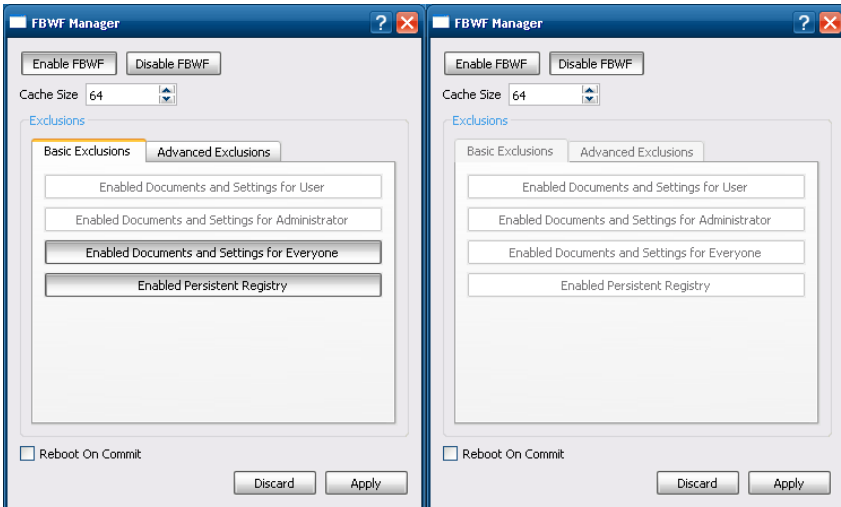 FBWF Manager
Enable FBWF Disable FBWF
Cache Size 64
Exclusions
Basic Exclusions Advanced Exclusions
Enabled Documents and Settings for User
Enabled Documents and Settings for Administrator
Enabled Documents and Settings for Everyone
Enabled Persistent Registry
Reboot On Commit
Discard Apply
FBWF Manager
Enable FBWF Disable FBWF
Cache Size 64
Exclusions
Basic Exclusions Advanced Exclusions
Enabled Documents and Settings for User
Enabled Documents and Settings for Administrator
Enabled Documents and Settings for Everyone
Enabled Persistent Registry
Reboot On Commit
Discard Apply